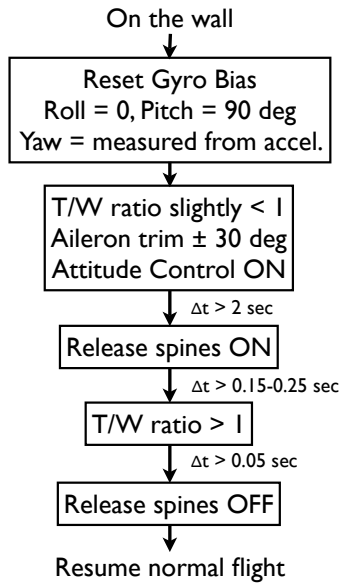 On the wall
Reset Gyro Bias
Roll = 0, Pitch = 90 deg
Yaw = measured from accel.
T/W ratio slightly < 1
Aileron trim ± 30 deg
Attitude Control ON
Δt > 2 sec
Release spines ON
Δt > 0.15-0.25 sec
T/W ratio > 1
Δt > 0.05 sec
Release spines OFF
Resume normal flight